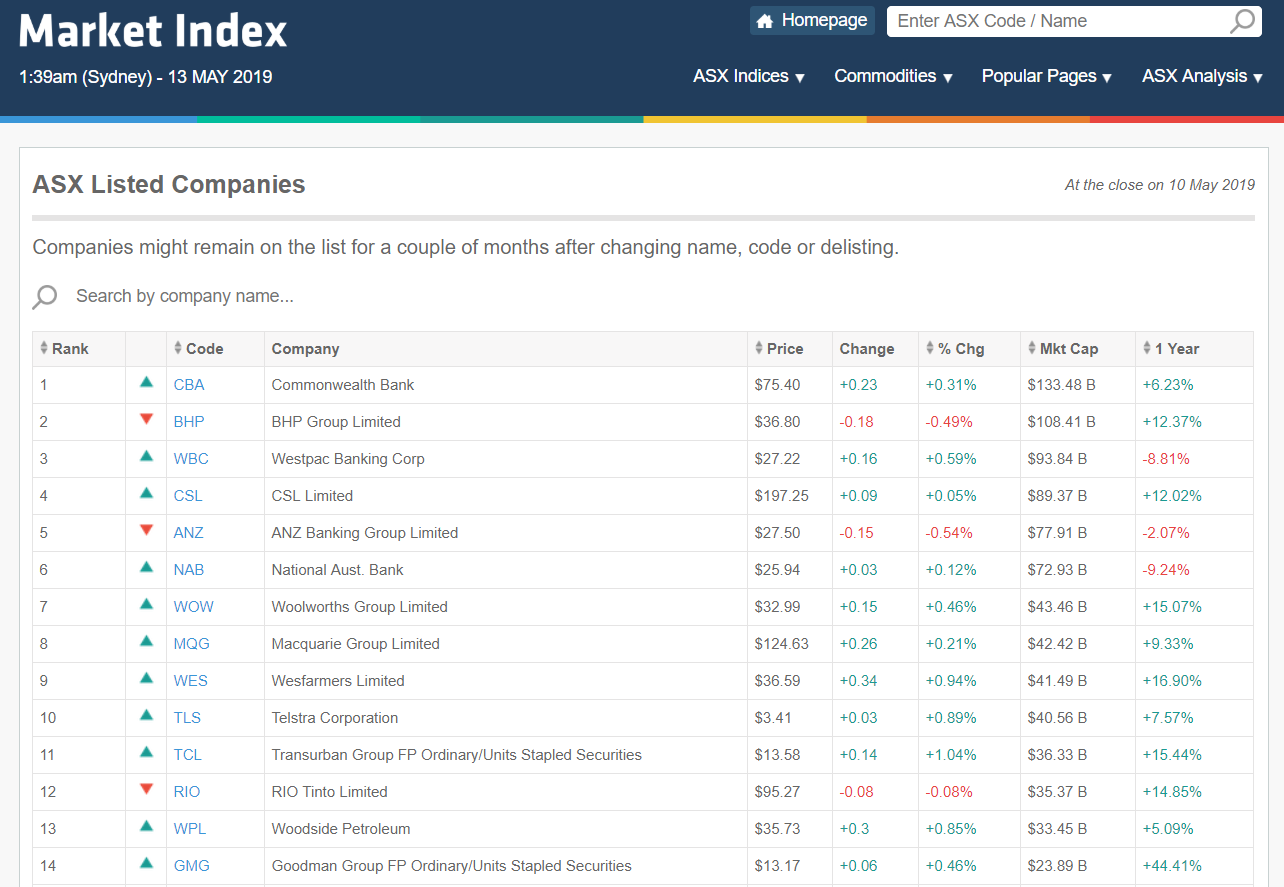 Market Index
Homepage
Enter ASX Code / Name
1:39am (Sydney) - 13 MAY 2019
ASX Indices ▼ Commodities ▼ Popular Pages ▼ ASX Analysis ▼
ASX Listed Companies
At the close on 10 May 2019
Companies might remain on the list for a couple of months after changing name, code or delisting.
Search by company name...
Rank Code Company Price Change % Chg Mkt Cap 1 Year
1 CBA Commonwealth Bank $75.40 +0.23 +0.31% $133.48 B +6.23%
2 BHP BHP Group Limited $36.80 -0.18 -0.49% $108.41 B +12.37%
3 WBC Westpac Banking Corp $27.22 +0.16 +0.59% $93.84 B -8.81%
4 CSL CSL Limited $197.25 +0.09 +0.05% $89.37 B +12.02%
5 ANZ ANZ Banking Group Limited $27.50 -0.15 -0.54% $77.91 B -2.07%
6 NAB National Aust. Bank $25.94 +0.03 +0.12% $72.93 B -9.24%
7 WOW Woolworths Group Limited $32.99 +0.15 +0.46% $43.46 B +15.07%
8 MQG Macquarie Group Limited $124.63 +0.26 +0.21% $42.42 B +9.33%
9 WES Wesfarmers Limited $36.59 +0.34 +0.94% $41.49 B +16.90%
10 TLS Telstra Corporation $3.41 +0.03 +0.89% $40.56 B +7.57%
11 TCL Transurban Group FP Ordinary/Units Stapled Securities $13.58 +0.14 +1.04% $36.33 B +15.44%
12 RIO RIO Tinto Limited $95.27 -0.08 -0.08% $35.37 B +14.85%
13 WPL Woodside Petroleum $35.73 +0.3 +0.85% $33.45 B +5.09%
14 GMG Goodman Group FP Ordinary/Units Stapled Securities $13.17 +0.06 +0.46% $23.89 B +44.41%